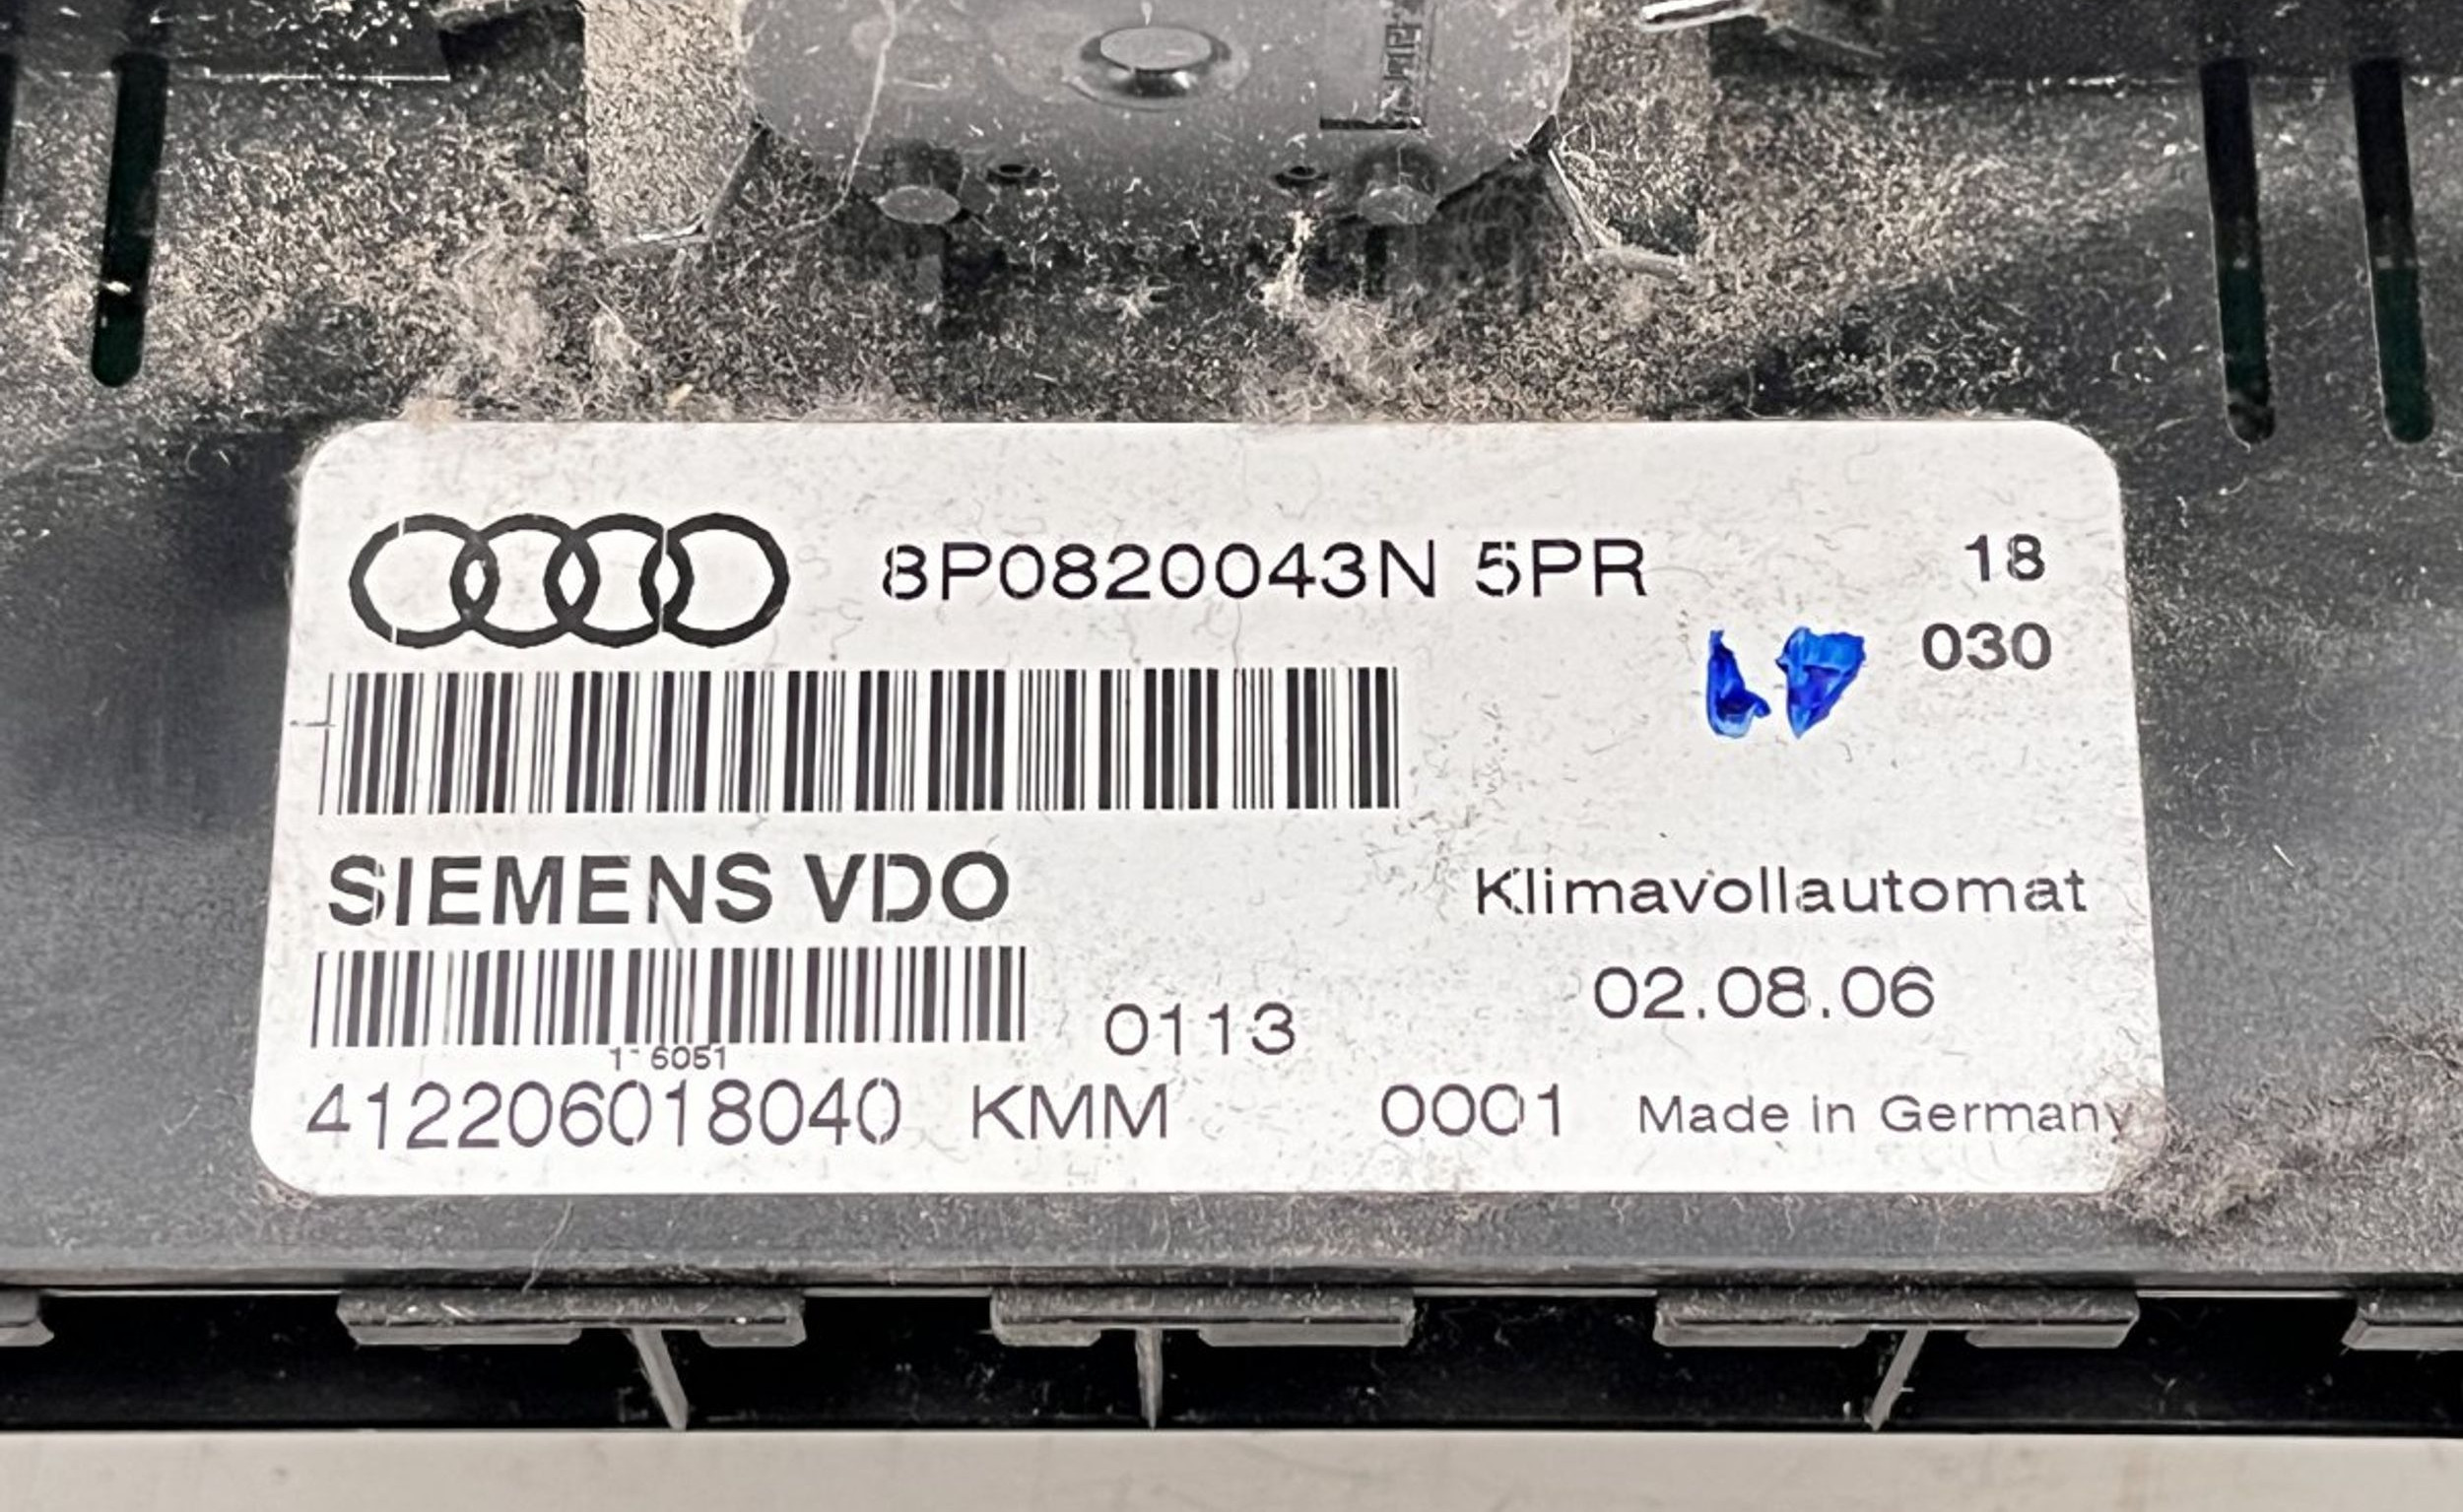 8P0820043N 5PR 18
030
SIEMENS VDO
Klimavollautomat
02.08.06
0113
412206018040 KMM 0001 Made in Germany